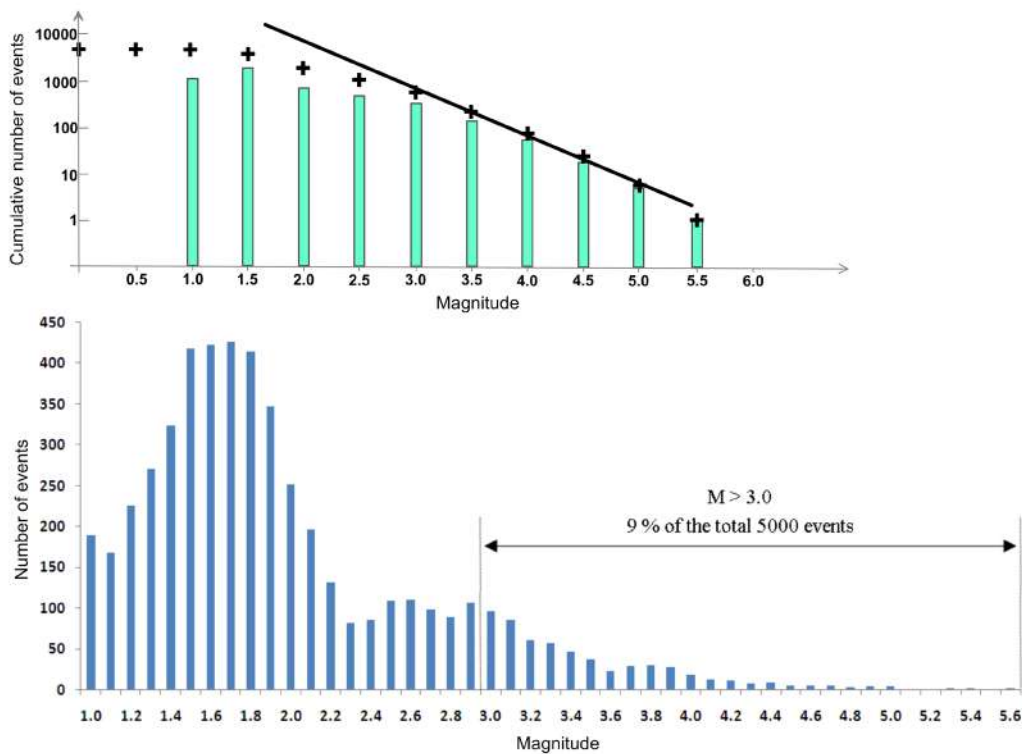 10000
1000
100
10
1
Cumulative number of events
0.5 1.0 1.5 2.0 2.5 3.0 3.5 4.0 4.5 5.0 5.5 6.0
Magnitude
450
400
350
300
250
200
150
100
50
0
Number of events
M > 3.0
9 % of the total 5000 events
1.0 1.2 1.4 1.6 1.8 2.0 2.2 2.4 2.6 2.8 3.0 3.2 3.4 3.6 3.8 4.0 4.2 4.4 4.6 4.8 5.0 5.2 5.4 5.6
Magnitude